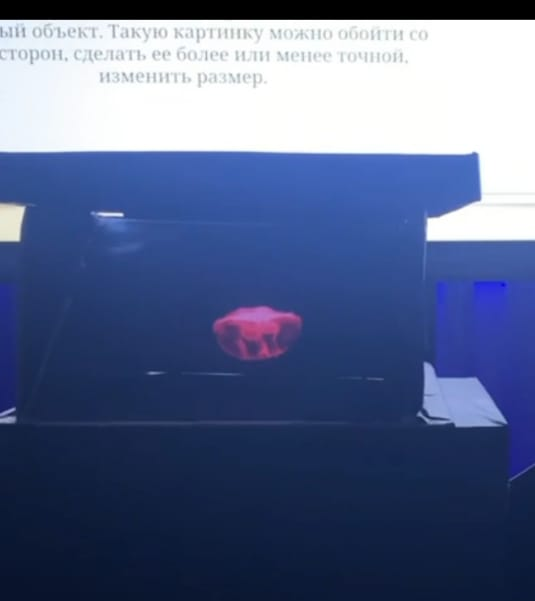 ый объект. Такую картинку можно обойти со
сторон, сделать ее более или менее точной,
изменить размер.